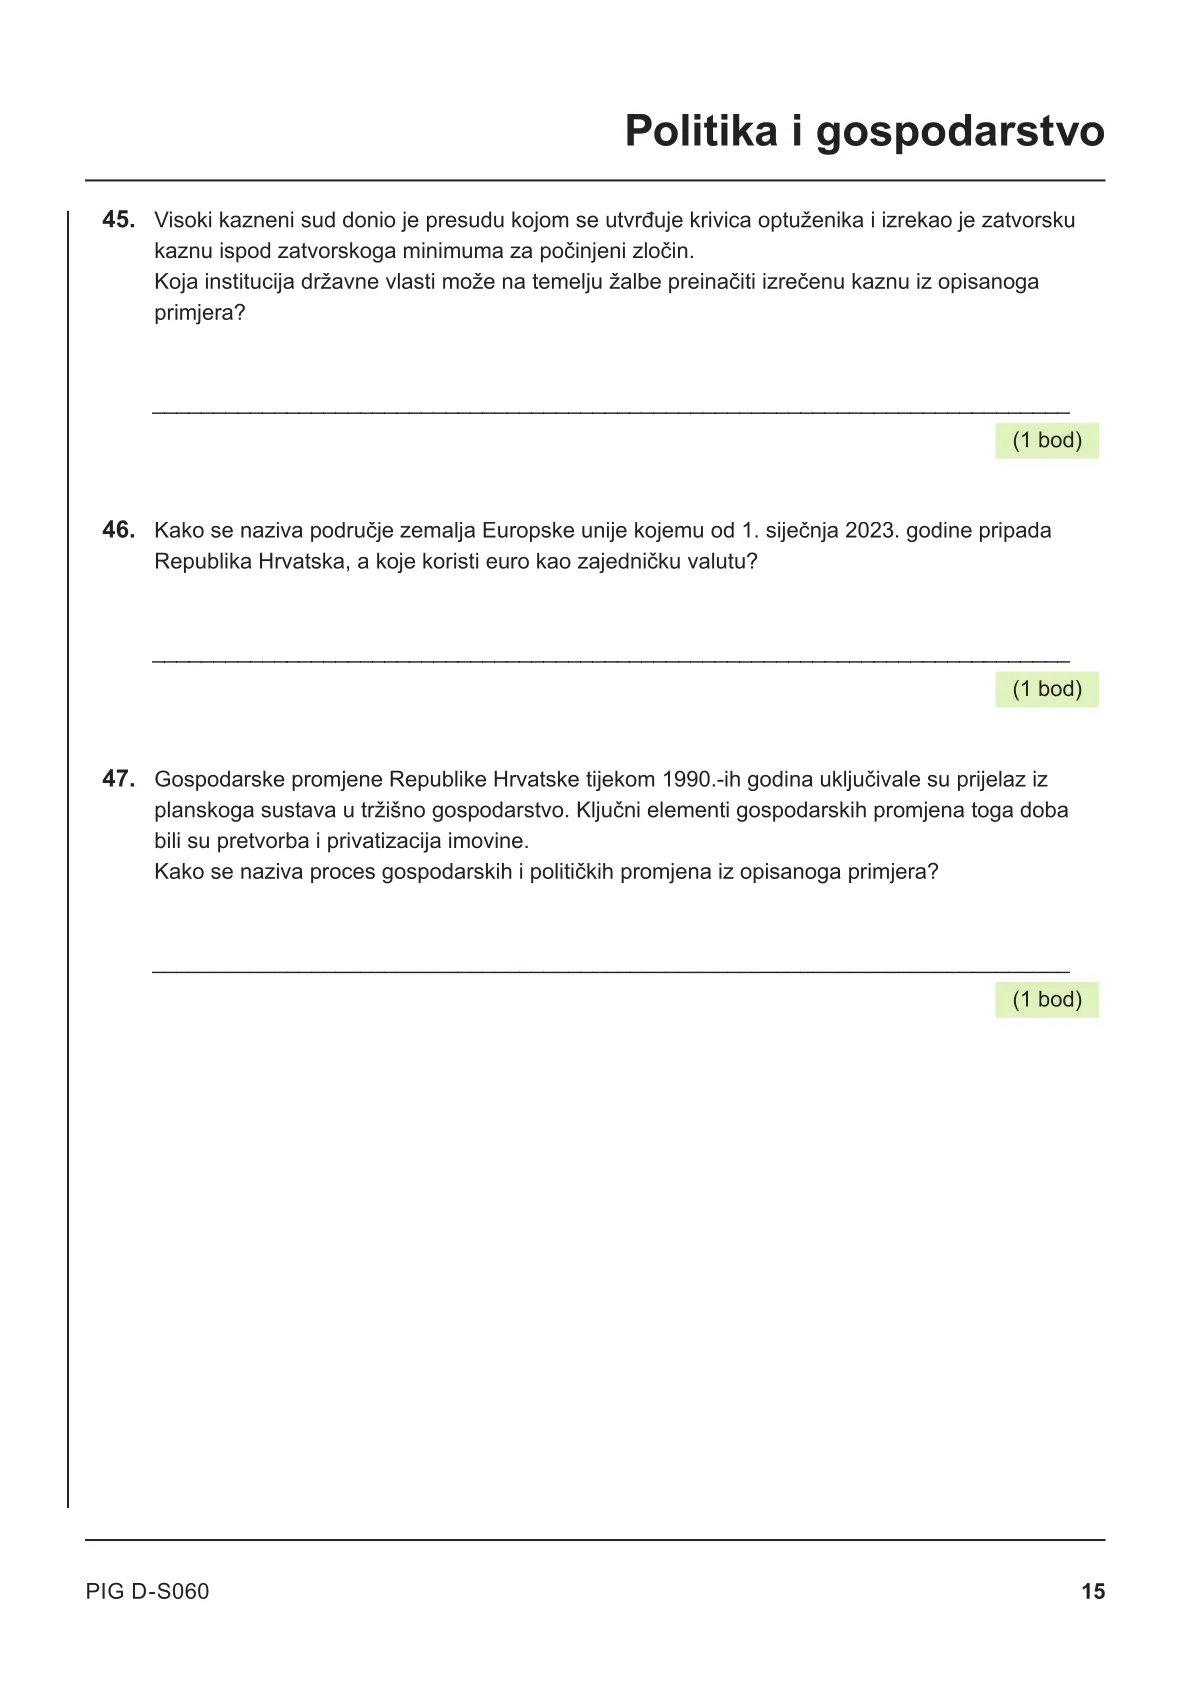 Politika i gospodarstvo
45. Visoki kazneni sud donio je presudu kojom se utvrđuje krivica optuženika i izrekao je zatvorsku
kaznu ispod zatvorskoga minimuma za počinjeni zločin.
Koja institucija državne vlasti može na temelju žalbe preinačiti izrečenu kaznu iz opisanoga
primjera?
(1 bod)
46. Kako se naziva područje zemalja Europske unije kojemu od 1. siječnja 2023. godine pripada
Republika Hrvatska, a koje koristi euro kao zajedničku valutu?
(1 bod)
47. Gospodarske promjene Republike Hrvatske tijekom 1990.-ih godina uključivale su prijelaz iz
planskoga sustava u tržišno gospodarstvo. Ključni elementi gospodarskih promjena toga doba
bili su pretvorba i privatizacija imovine.
Kako se naziva proces gospodarskih i političkih promjena iz opisanoga primjera?
(1 bod)
PIG D-S060
15